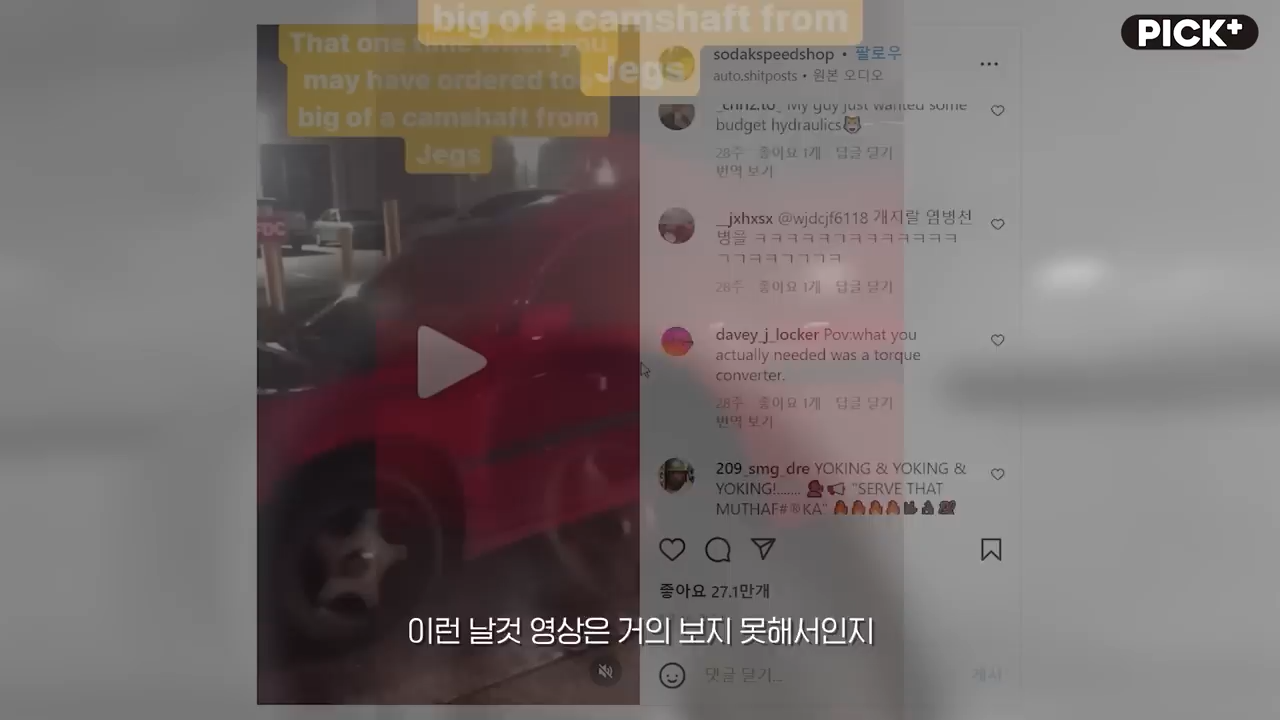 PICK+
big of a camshaft from
Jegs
That one time when you
may have ordered to
big of a camshaft from
Jegs
FDC
sodakspeedshop • 팔로우
auto.shitposts • 원본 오디오
My guy just wanted some
budget hydraulics
28주 좋아요 1개 답글 달기
번역 보기
__jxhxsx @wjdcjf6118 개지랄 염병천
병을
28주 좋아요 1개 답글 달기
davey_j_locker Pov:what you
actually needed was a torque
converter.
28주 좋아요 1개 답글 달기
번역 보기
209_smg_dre YOKING & YOKING &
YOKING!....... "SERVE THAT
MUTHAF#®KA"
좋아요 27.1만개
이런 날것 영상은 거의 보지 못해서인지
댓글 달기...
게시